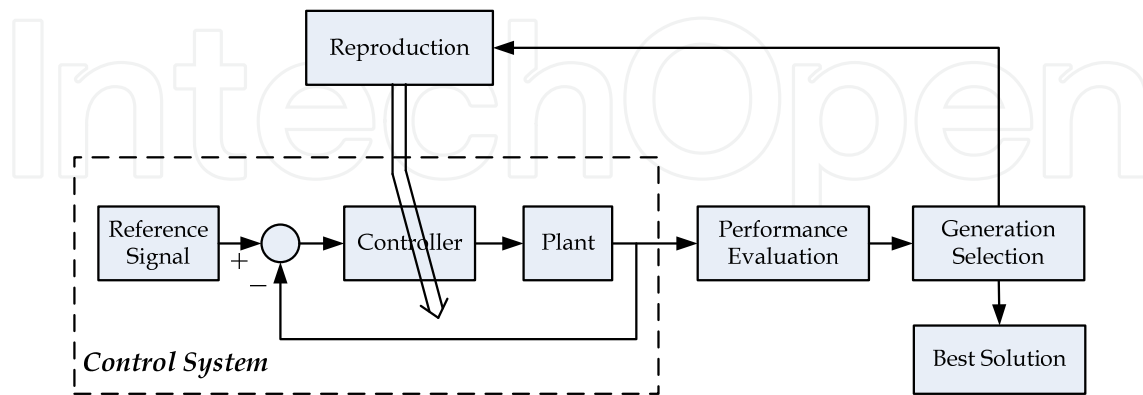 IntechOpen
Reproduction
Reference
Signal
+
−
Controller
Plant
Performance
Evaluation
Generation
Selection
Best Solution
Control System